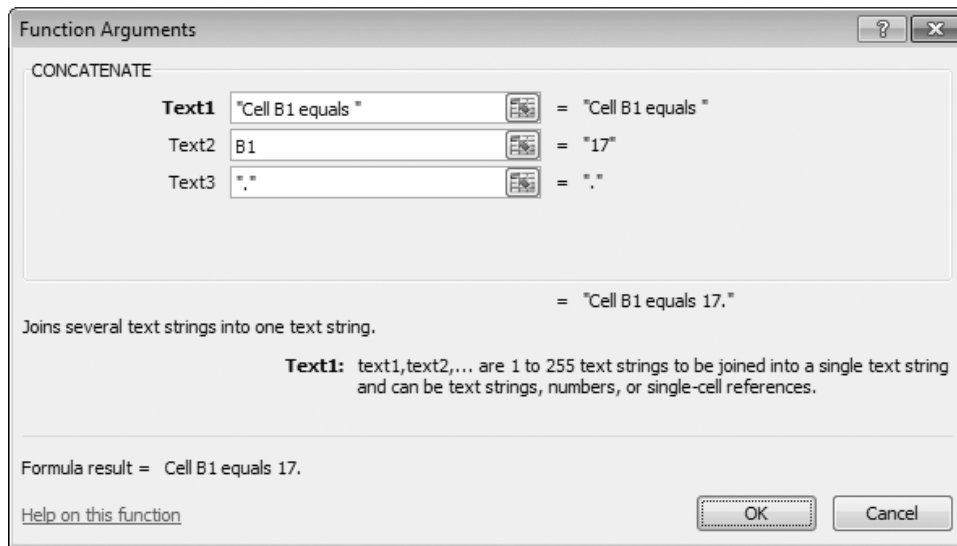 Function Arguments
CONCATENATE
Text1 "Cell B1 equals " = "Cell B1 equals "
Text2 B1 = "17"
Text3 "." = "."
= "Cell B1 equals 17."
Joins several text strings into one text string.
Text1: text1,text2,... are 1 to 255 text strings to be joined into a single text string
and can be text strings, numbers, or single-cell references.
Formula result = Cell B1 equals 17.
Help on this function
OK Cancel